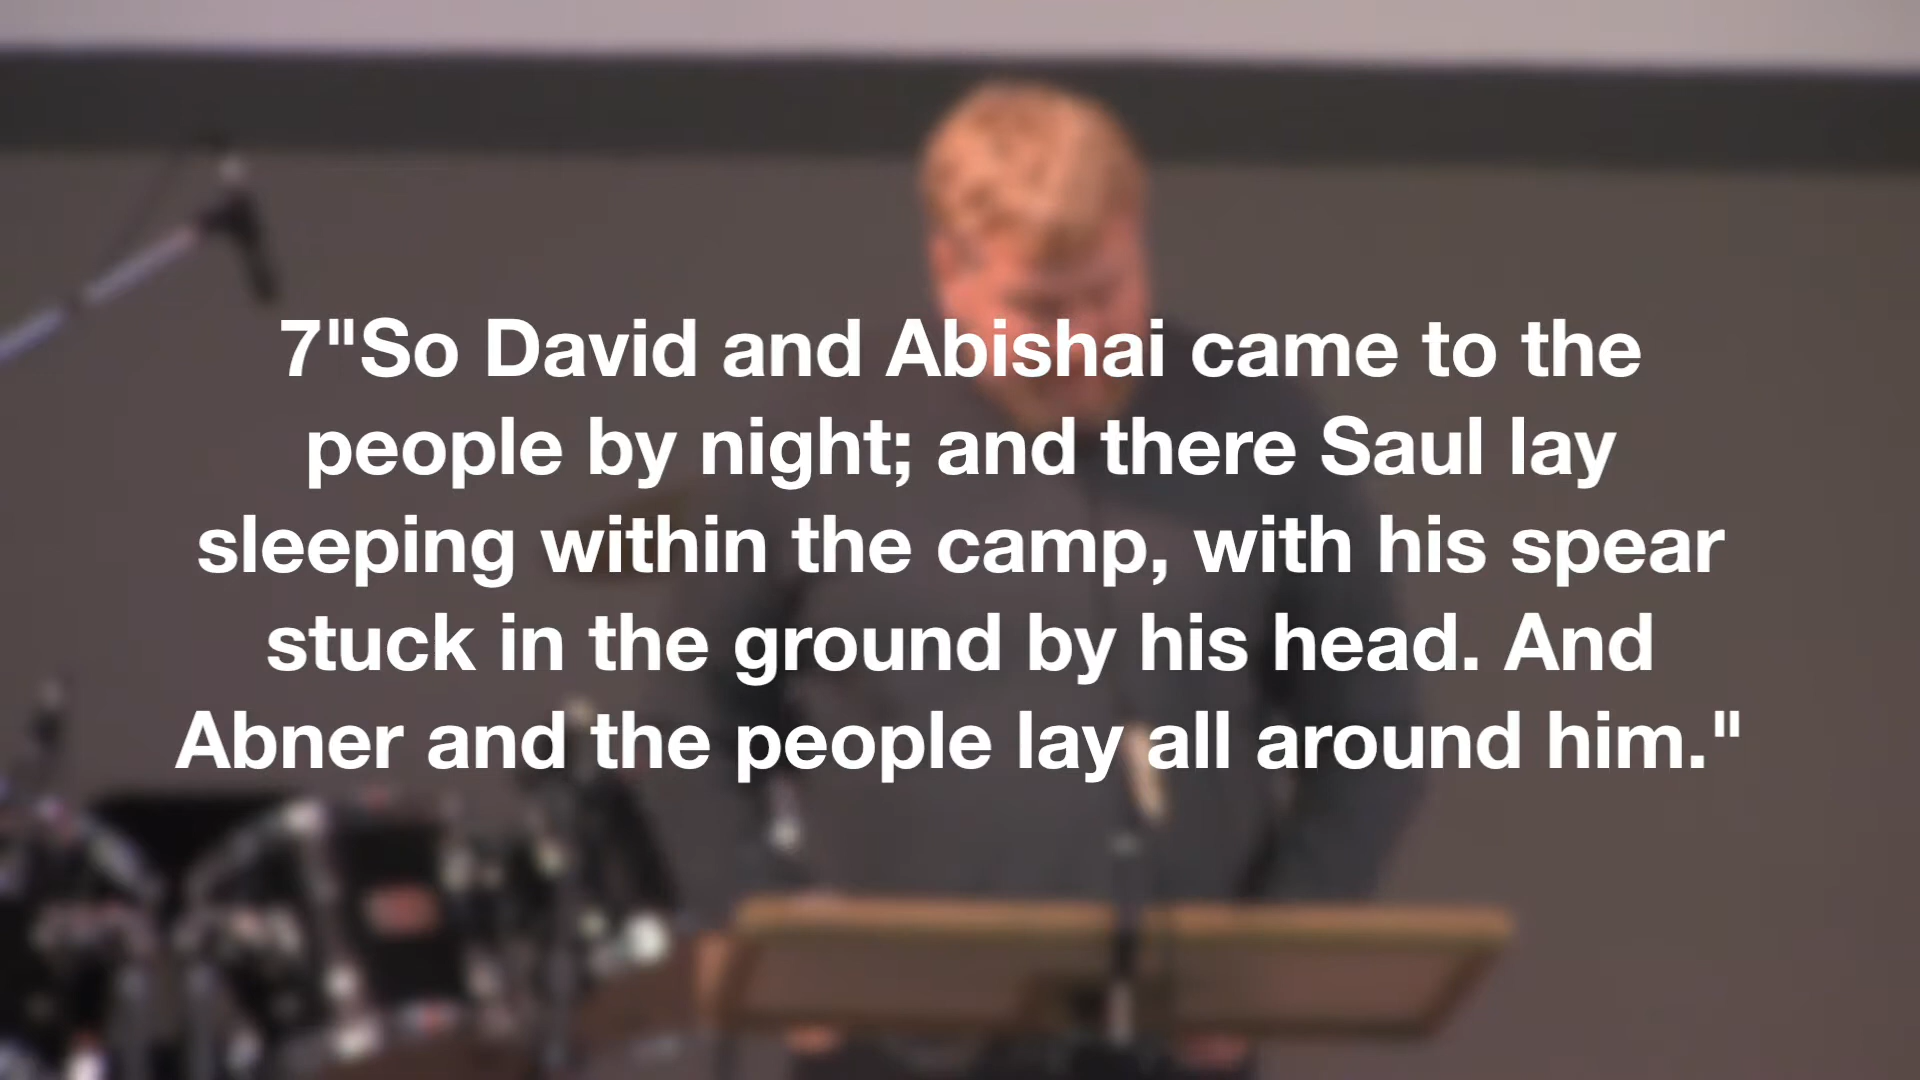 7"So David and Abishai came to the
people by night; and there Saul lay
sleeping within the camp, with his spear
stuck in the ground by his head. And
Abner and the people lay all around him."